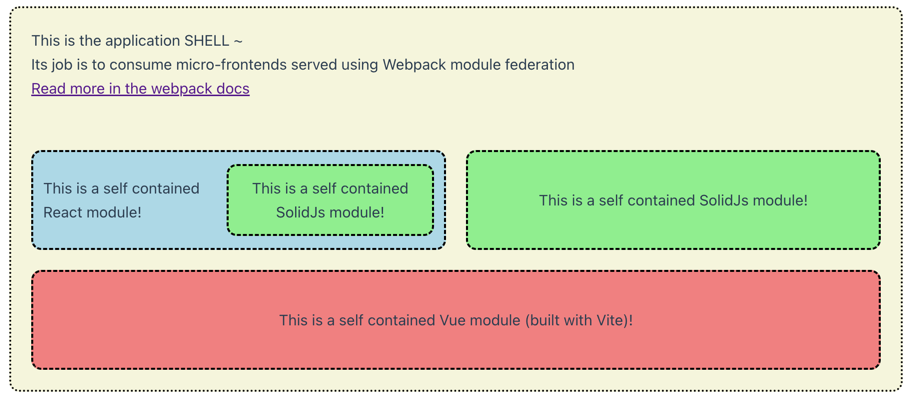 This is the application SHELL ~
Its job is to consume micro-frontends served using Webpack module federation
Read more in the webpack docs
This is a self contained
React module!
This is a self contained
SolidJs module!
This is a self contained SolidJs module!
This is a self contained Vue module (built with Vite)!